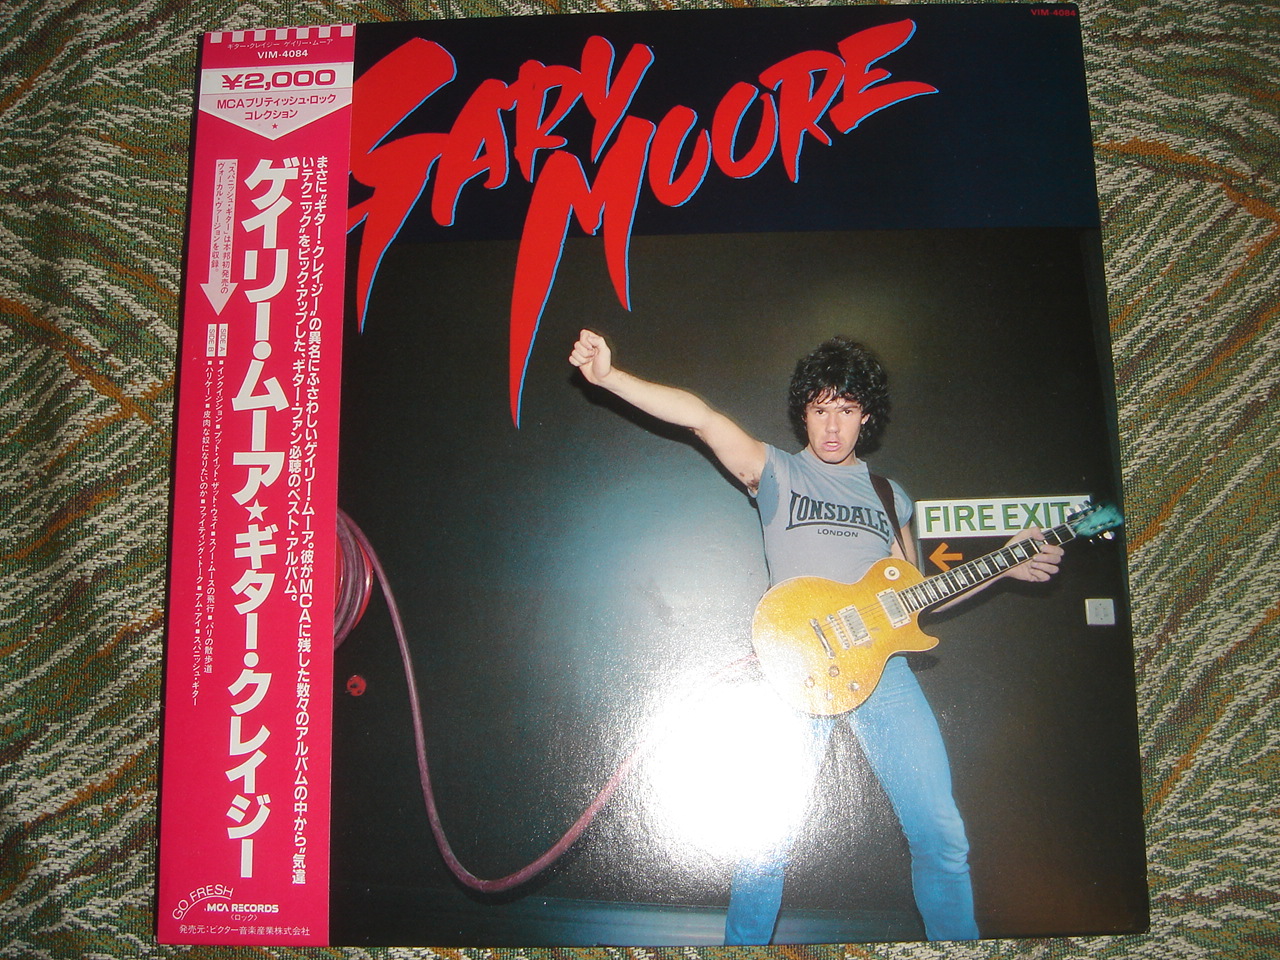 ギター・クレイジー ゲイリー・ムーア
VIM-4084
¥2,000
MCAブリティッシュ・ロック
コレクション
★
まさに"ギター・クレイジー"の異名にふさわしいゲイリー・ムーア。彼がMCAに残した数々のアルバムの中から"気違
い・テクニック"をピック・アップした、ギター・ファン必聴のベスト・アルバム。
ゲイリー・ムーア★ギター・クレイジー
「スパニッシュ・ギター」は本邦初発売の
ヴォーカル・ヴァージョンを収録。
SIDE A ■インクイジション■プット・イット・ザット・ウェイ■スノー・ムースの飛行■パリの散歩道
SIDE B ■ハリケーン■皮肉な奴になりたいのか■ファイティング・トーク■アム・アイ■スパニッシュ・ギター
GO FRESH
MCA RECORDS
〈ロック〉
発売元:ビクター音楽産業株式会社
VIM-4084
GARY
MOORE
LONSDALE
LONDON
FIRE EXIT